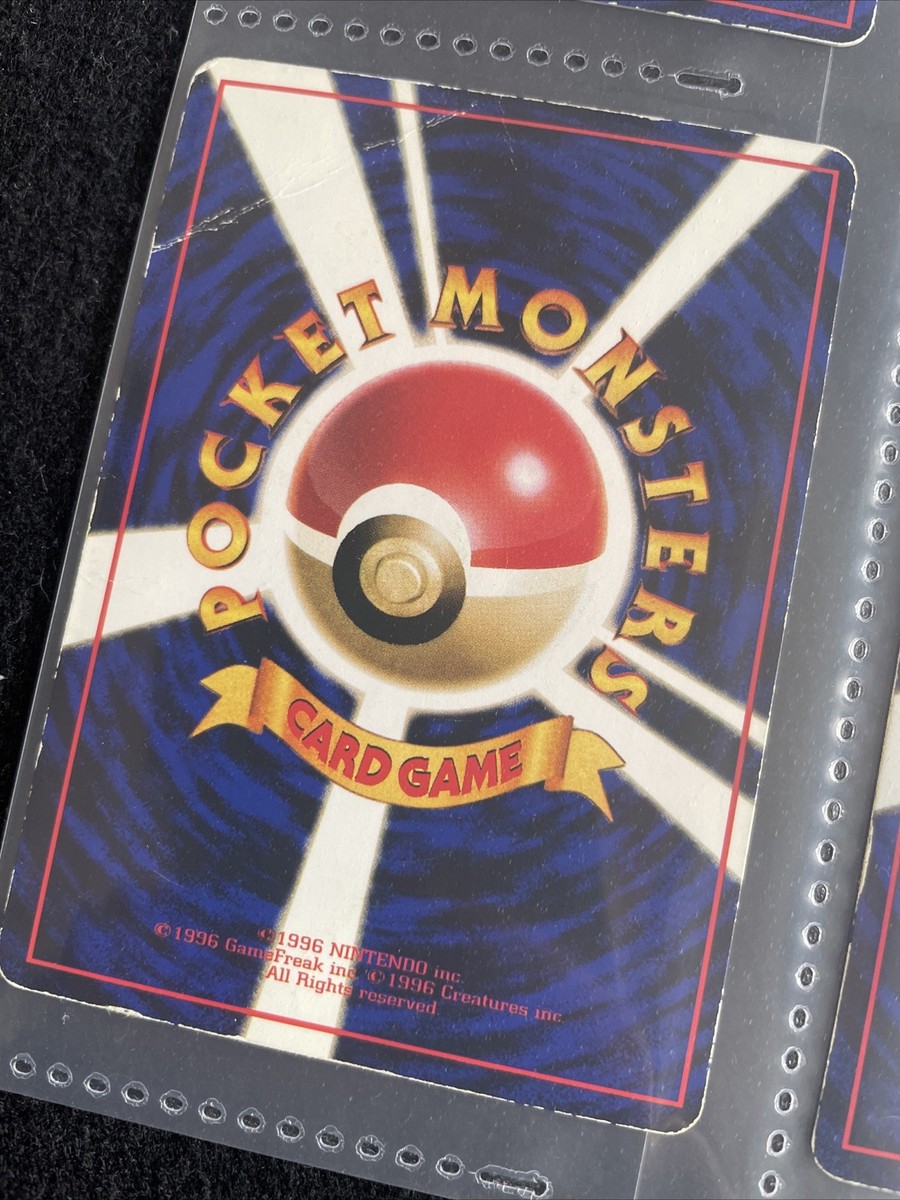 POCKET MONSTERS
CARD GAME
©1996 NINTENDO inc.
©1996 GameFreak inc. ©1996 Creatures inc.
All Rights reserved.